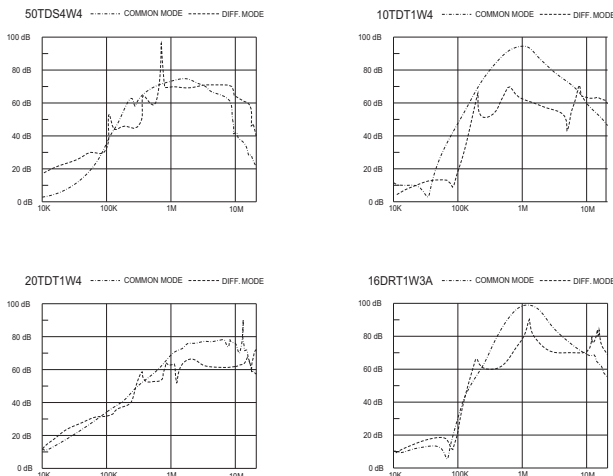 50TDS4W4 COMMON MODE DIFF. MODE
100 dB
80 dB
60 dB
40 dB
20 dB
0 dB
10K 100K 1M 10M
10TDT1W4 COMMON MODE DIFF. MODE
100 dB
80 dB
60 dB
40 dB
20 dB
0 dB
10K 100K 1M 10M
20TDT1W4 COMMON MODE DIFF. MODE
100 dB
80 dB
60 dB
40 dB
20 dB
0 dB
10K 100K 1M 10M
16DRT1W3A COMMON MODE DIFF. MODE
100 dB
80 dB
60 dB
40 dB
20 dB
0 dB
10K 100K 1M 10M